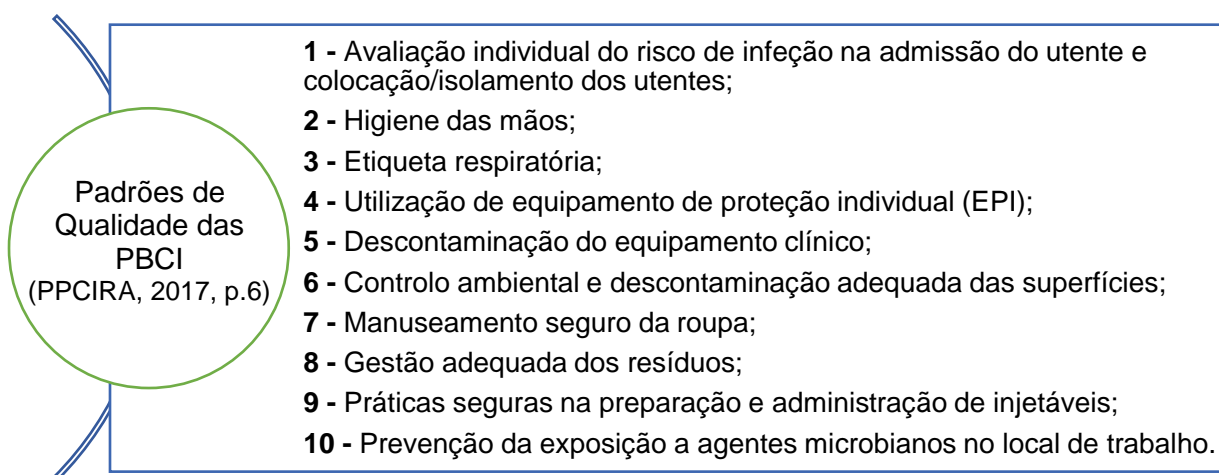 Padrões de
Qualidade das
PBCI
(PPCIRA, 2017, p.6)
1 - Avaliação individual do risco de infeção na admissão do utente e
colocação/isolamento dos utentes;
2 - Higiene das mãos;
3 - Etiqueta respiratória;
4 - Utilização de equipamento de proteção individual (EPI);
5 - Descontaminação do equipamento clínico;
6 - Controlo ambiental e descontaminação adequada das superfícies;
7 - Manuseamento seguro da roupa;
8 - Gestão adequada dos resíduos;
9 - Práticas seguras na preparação e administração de injetáveis;
10 - Prevenção da exposição a agentes microbianos no local de trabalho.